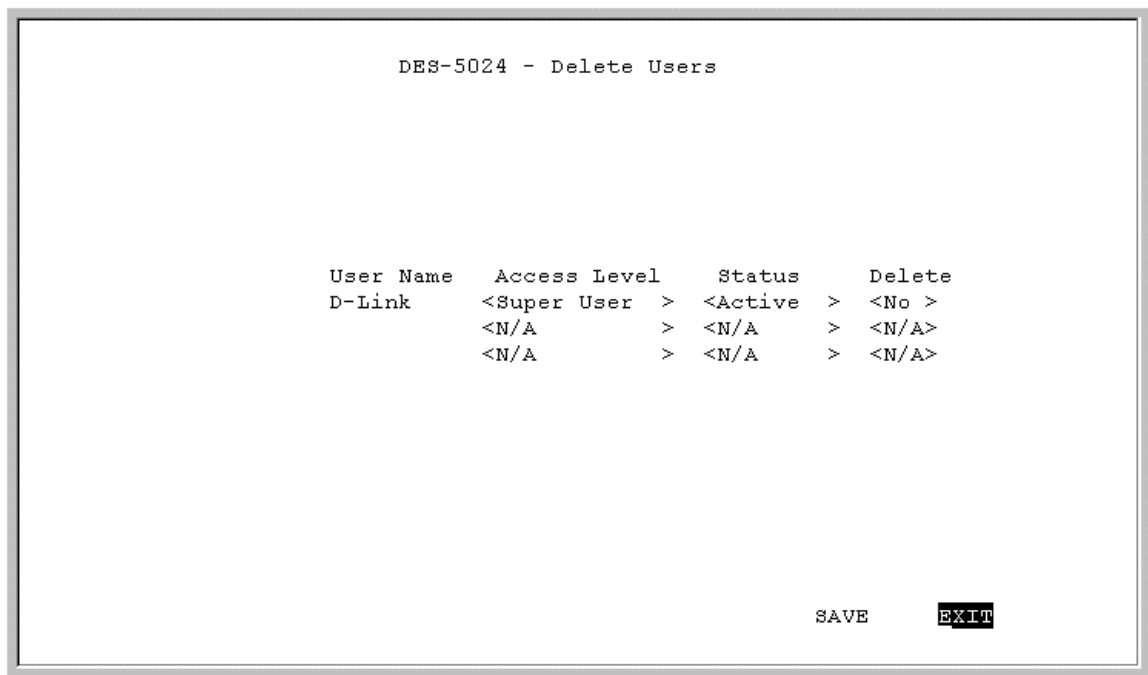 DES-5024 - Delete Users
User Name   Access Level    Status     Delete
D-Link     <Super User  >  <Active  >  <No >
           <N/A         >  <N/A     >  <N/A>
           <N/A         >  <N/A     >  <N/A>
SAVE     EXIT